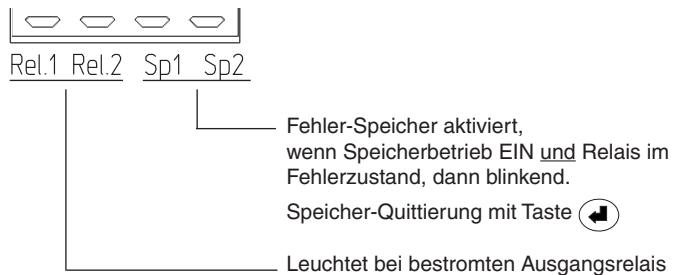 Rel.1 Rel.2 Sp1 Sp2
Fehler-Speicher aktiviert,
wenn Speicherbetrieb EIN und Relais im
Fehlerzustand, dann blinkend.
Speicher-Quittierung mit Taste
Leuchtet bei bestromten Ausgangsrelais